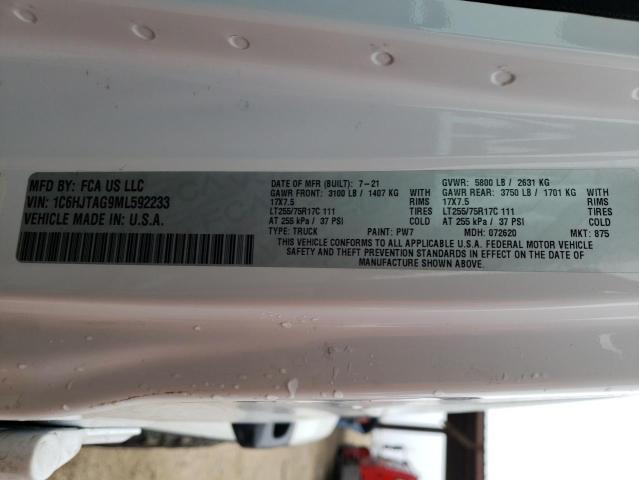 MFD BY: FCA US LLC
VIN: 1C6HJTAG9ML592233
VEHICLE MADE IN U.S.A.
DATE OF MFR (BUILT): 7-21 GVWR: 5800 LB / 2631 KG
GAWR FRONT: 3100 LB / 1407 KG WITH GAWR REAR: 3750 LB / 1701 KG WITH
17X7.5 RIMS 17X7.5 RIMS
LT255/75R17C 111 TIRES LT255/75R17C 111 TIRES
AT 255 kPa / 37 PSI COLD AT 255 kPa / 37 PSI COLD
TYPE: TRUCK PAINT: PW7 MDH: 072620 MKT: 875
THIS VEHICLE CONFORMS TO ALL APPLICABLE U.S.A. FEDERAL MOTOR VEHICLE
SAFETY AND THEFT PREVENTION STANDARDS IN EFFECT ON THE DATE OF
MANUFACTURE SHOWN ABOVE.